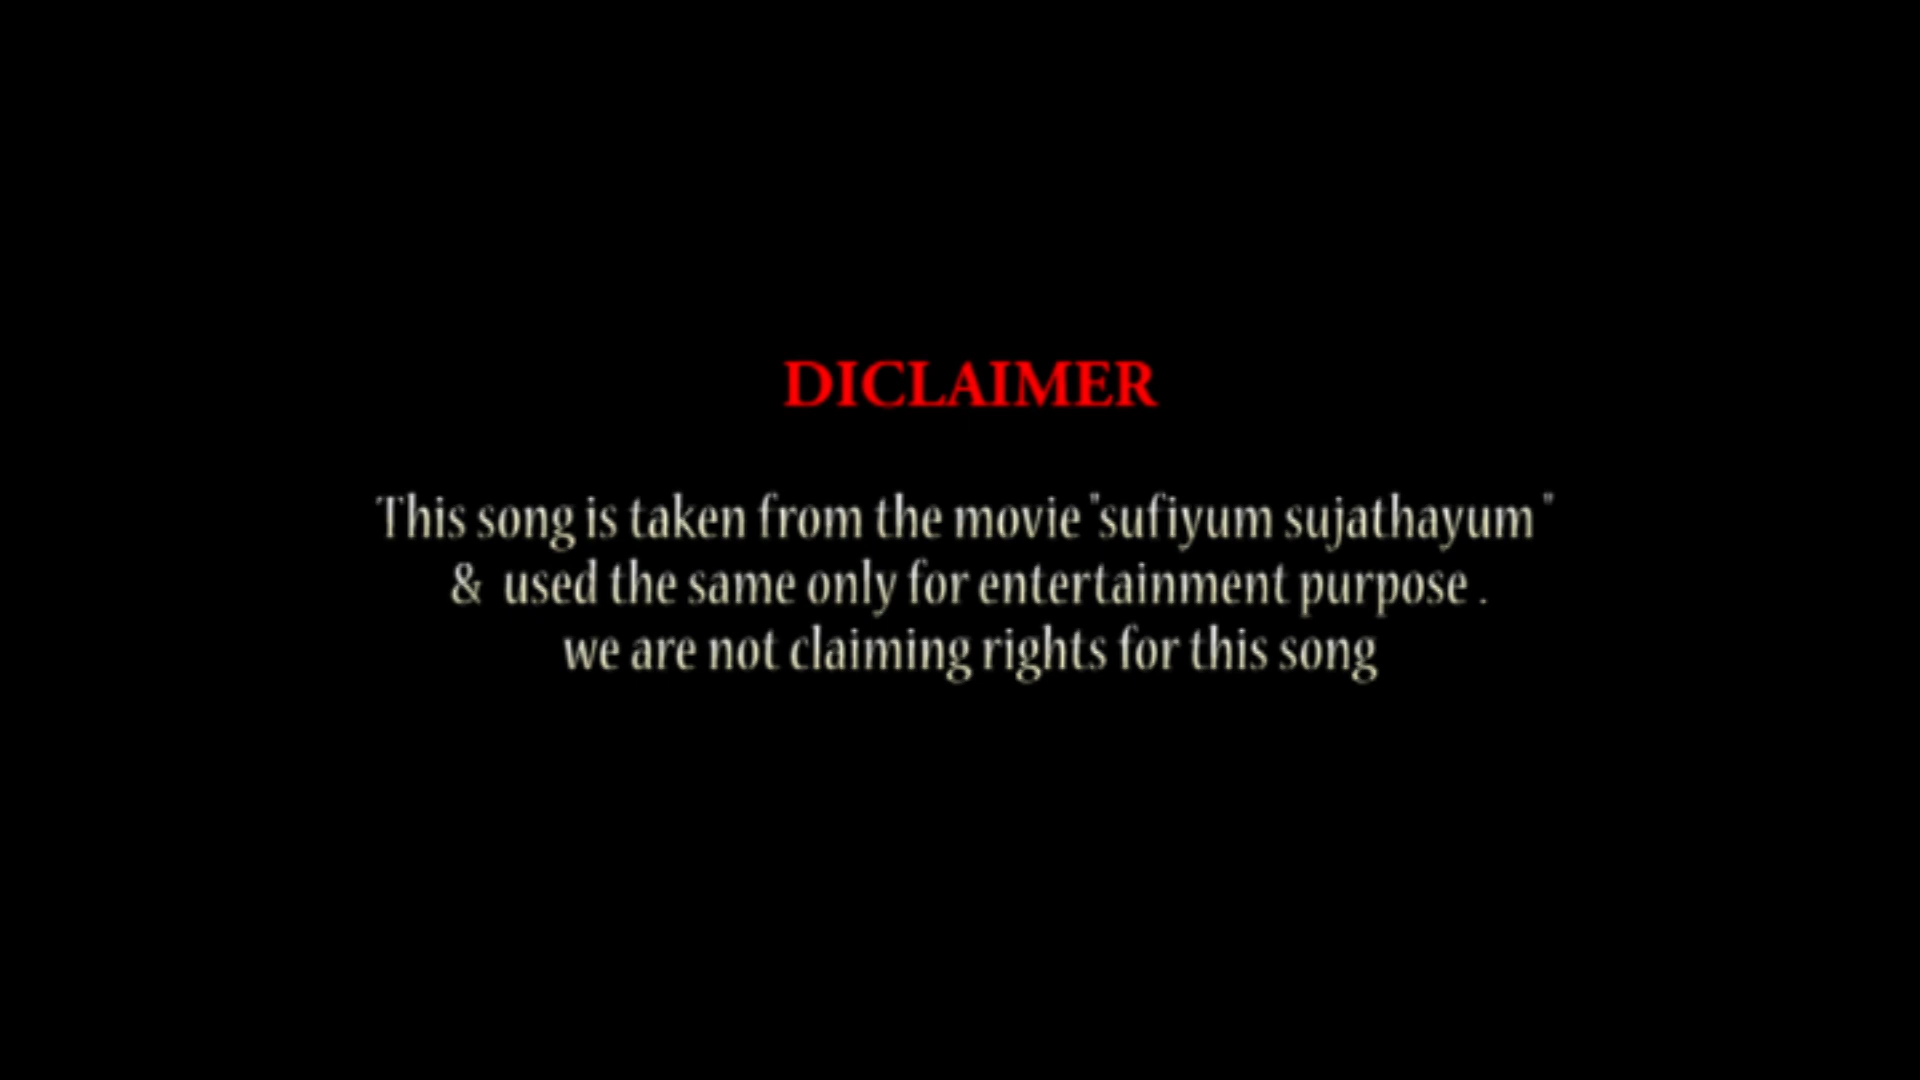 DICLAIMER
This song is taken from the movie "sufiyum sujathayum "
& used the same only for entertainment purpose .
we are not claiming rights for this song